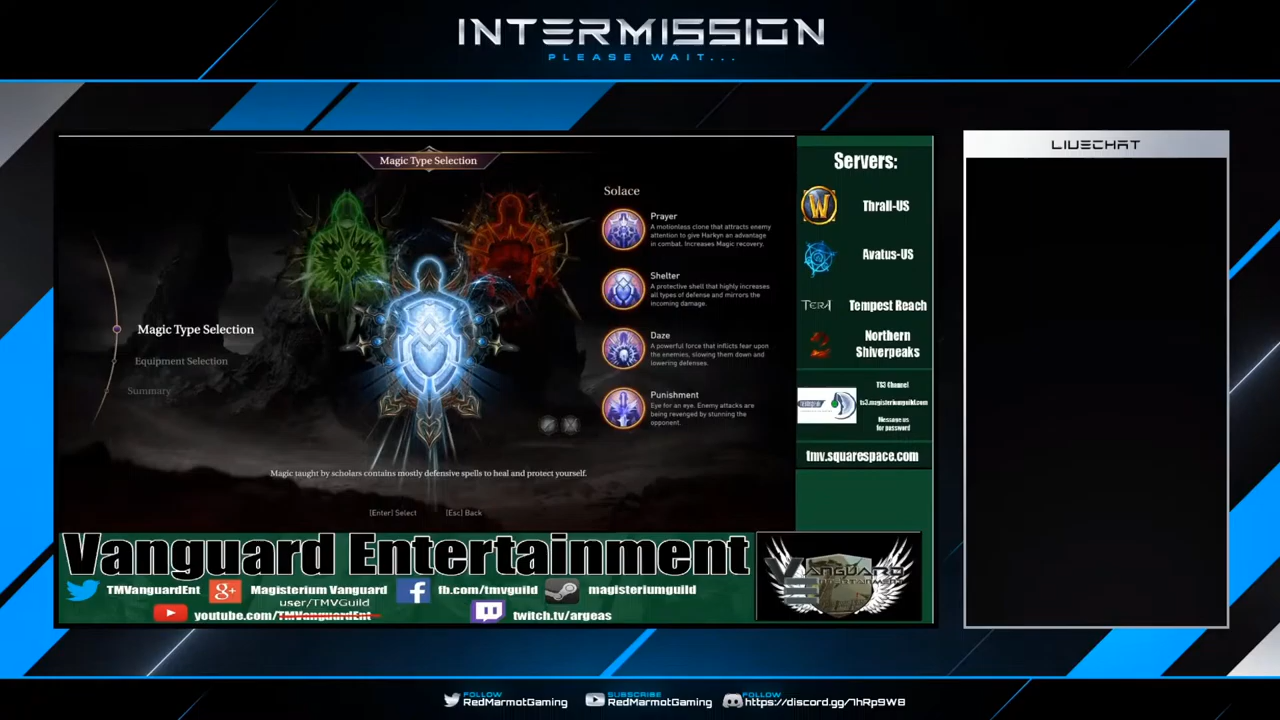 INTERMISSION
PLEASE WAIT...
Magic Type Selection
Magic Type Selection
Equipment Selection
Summary
Solace
Prayer
A motionless clone that attracts enemy
attention to give Harkyn an advantage
in combat. Increases Magic recovery.
Shelter
A protective shell that highly increases
all types of defense and mirrors the
incoming damage.
Daze
A powerful force that inflicts fear upon
the enemies, slowing them down and
lowering defenses.
Punishment
Eye for an eye. Enemy attacks are
being revenged by stunning the
opponent.
Magic taught by scholars contains mostly defensive spells to heal and protect yourself.
[Enter] Select
[Esc] Back
Servers:
Thrall-US
Avatus-US
TERA
Tempest Reach
Northern
Shiverpeaks
TS3 Channel
ts3.magisteriumguild.com
Message us
for password
tmv.squarespace.com
LIVECHAT
Vanguard Entertainment
TMVanguardEnt
Magisterium Vanguard
fb.com/tmvguild
magisteriumguild
user/TMVGuild
youtube.com/TMVanguardEnt
twitch.tv/argeas
VANGUARD
ENTERTAINMENT
FOLLOW
RedMarmotGaming
SUBSCRIBE
RedMarmotGaming
FOLLOW
https://discord.gg/7hRp9W8